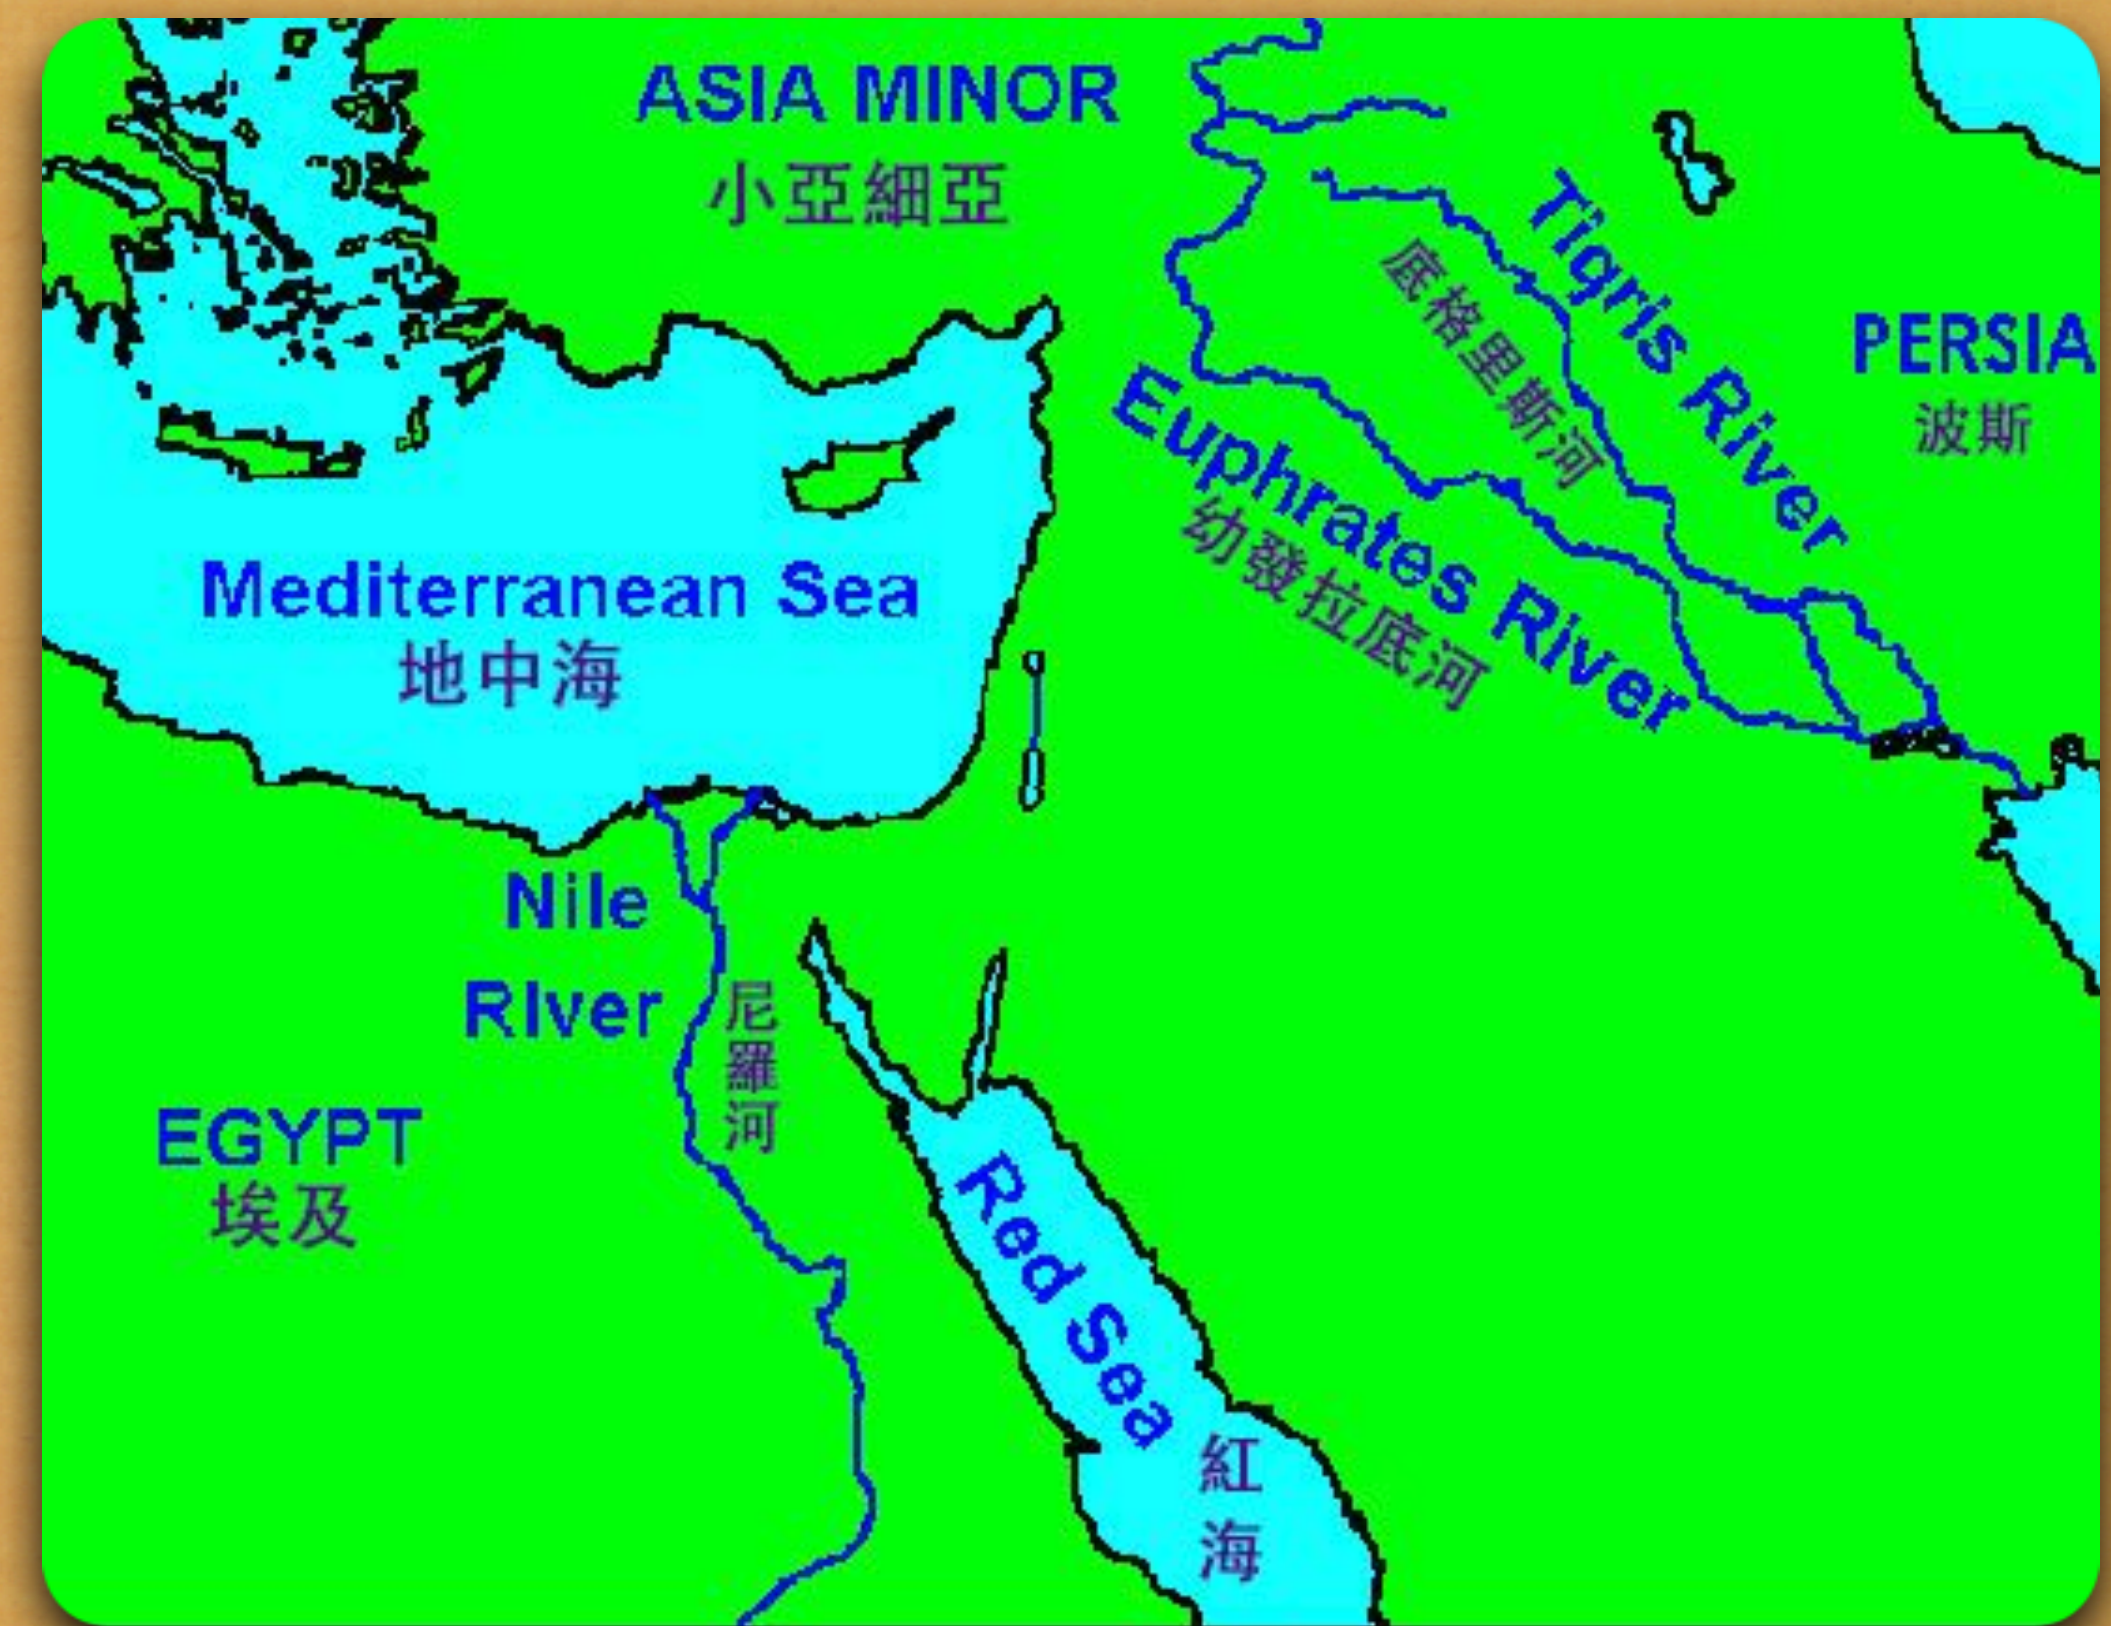 ASIA MINOR
小亞細亞
Tigris River
底格里斯河
PERSIA
波斯
Euphrates River
幼發拉底河
Mediterranean Sea
地中海
Nile
RIver
尼羅河
EGYPT
埃及
Red Sea
紅海